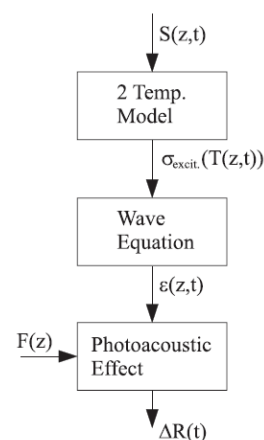 S(z,t)
2 Temp.
Model
σexcit.(T(z,t))
Wave
Equation
ε(z,t)
F(z)
Photoacoustic
Effect
ΔR(t)